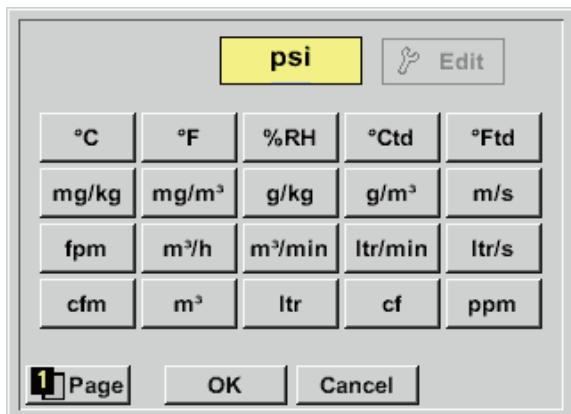 psi Edit
°C °F %RH °Ctd °Ftd
mg/kg mg/m³ g/kg g/m³ m/s
fpm m³/h m³/min ltr/min ltr/s
cfm m³ ltr cf ppm
1 Page OK Cancel